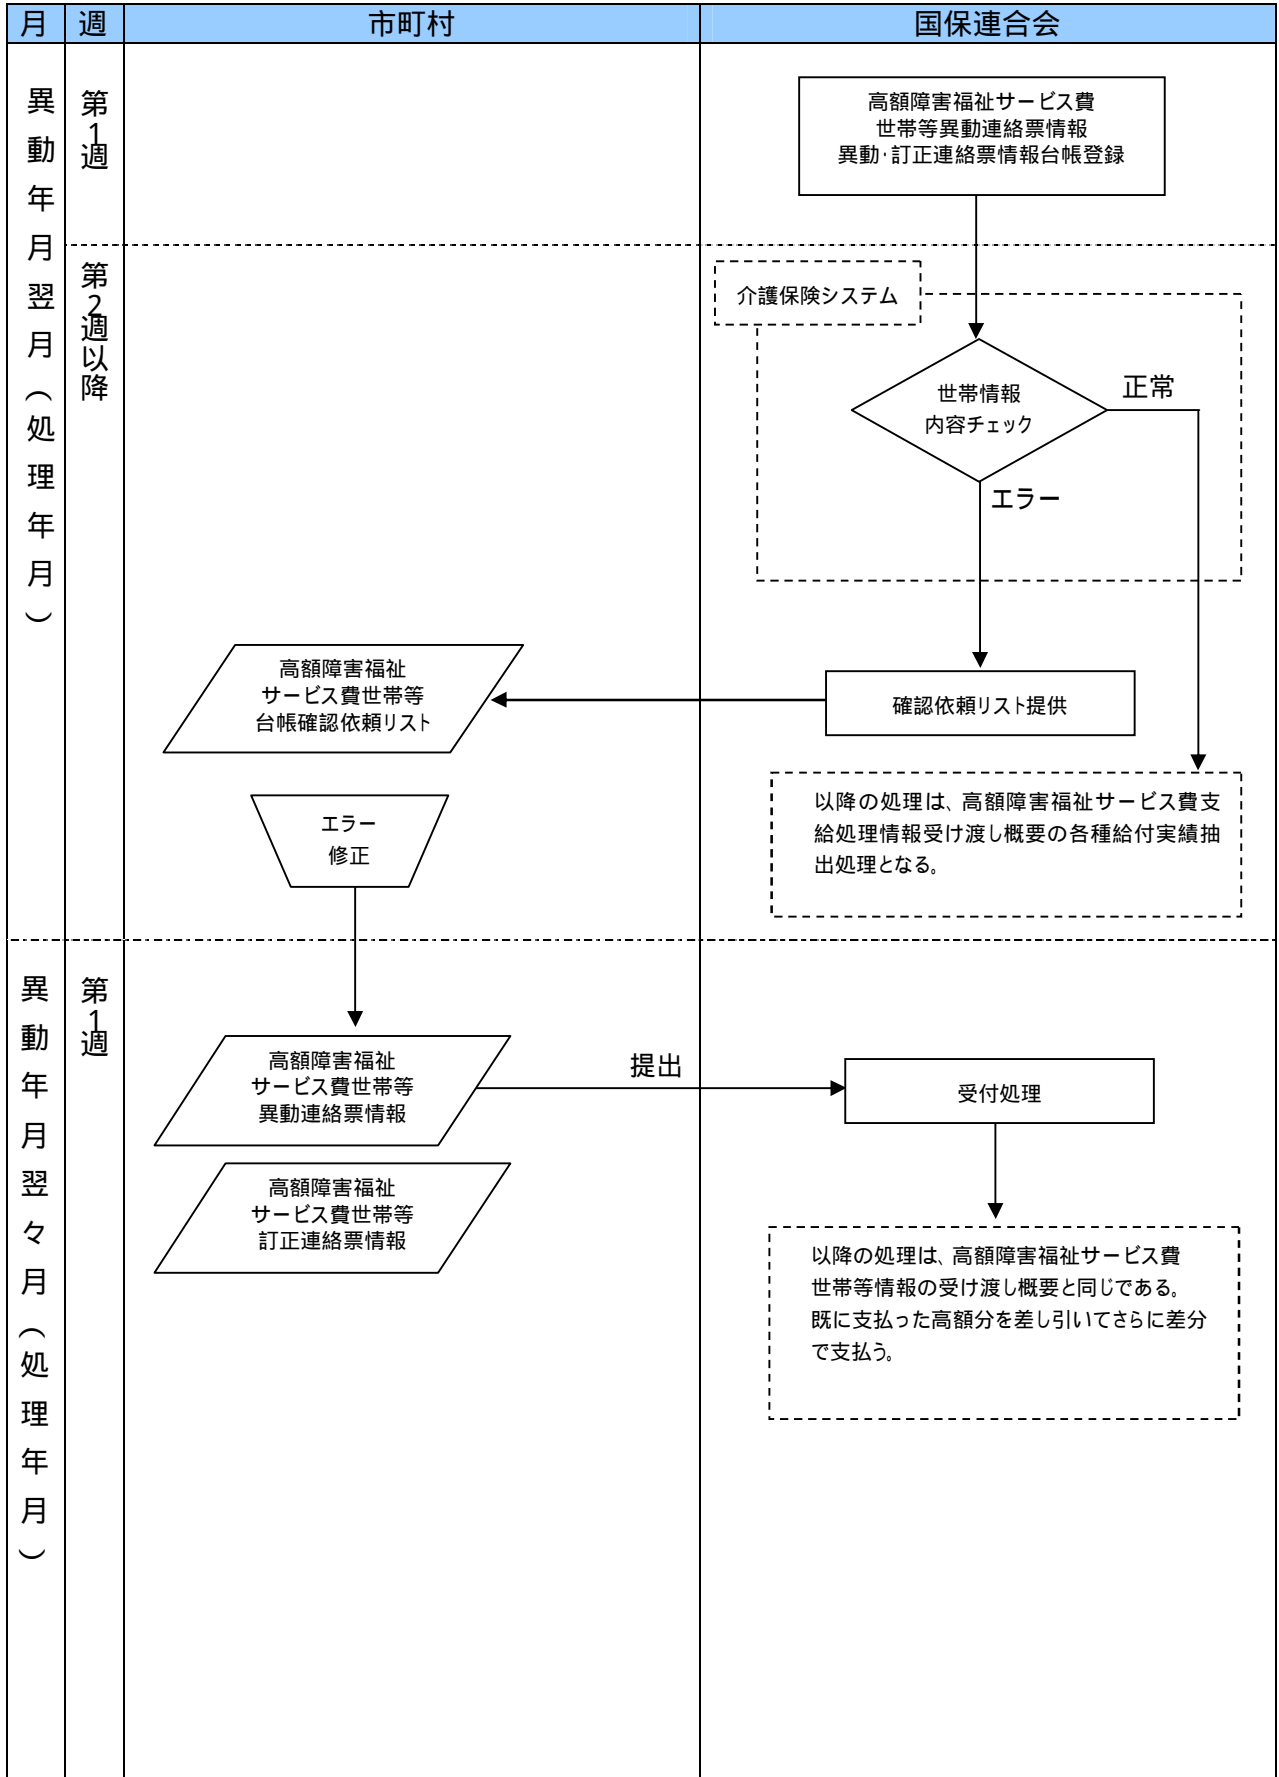 月
週
市町村
国保連合会
異動年月翌月（処理年月）
第1週
高額障害福祉サービス費
世帯等異動連絡票情報
異動・訂正連絡票情報台帳登録
第2週以降
介護保険システム
世帯情報
内容チェック
正常
エラー
高額障害福祉
サービス費世帯等
台帳確認依頼リスト
確認依頼リスト提供
エラー
修正
以降の処理は、高額障害福祉サービス費支
給処理情報受け渡し概要の各種給付実績抽
出処理となる。
異動年月翌々月（処理年月）
第1週
高額障害福祉
サービス費世帯等
異動連絡票情報
提出
受付処理
高額障害福祉
サービス費世帯等
訂正連絡票情報
以降の処理は、高額障害福祉サービス費
世帯等情報の受け渡し概要と同じである。
既に支払った高額分を差し引いてさらに差分
で支払う。